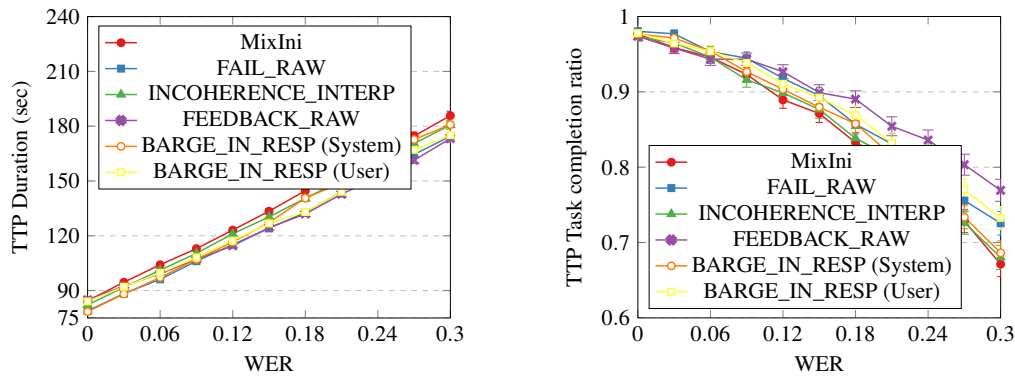 TTP Duration (sec)
240
210
180
150
120
90
75
MixIni
FAIL_RAW
INCOHERENCE_INTERP
FEEDBACK_RAW
BARGE_IN_RESP (System)
BARGE_IN_RESP (User)
0 0.06 0.12 0.18 0.24 0.3
WER
TTP Task completion ratio
1
0.9
0.8
0.7
0.6
MixIni
FAIL_RAW
INCOHERENCE_INTERP
FEEDBACK_RAW
BARGE_IN_RESP (System)
BARGE_IN_RESP (User)
0 0.06 0.12 0.18 0.24 0.3
WER